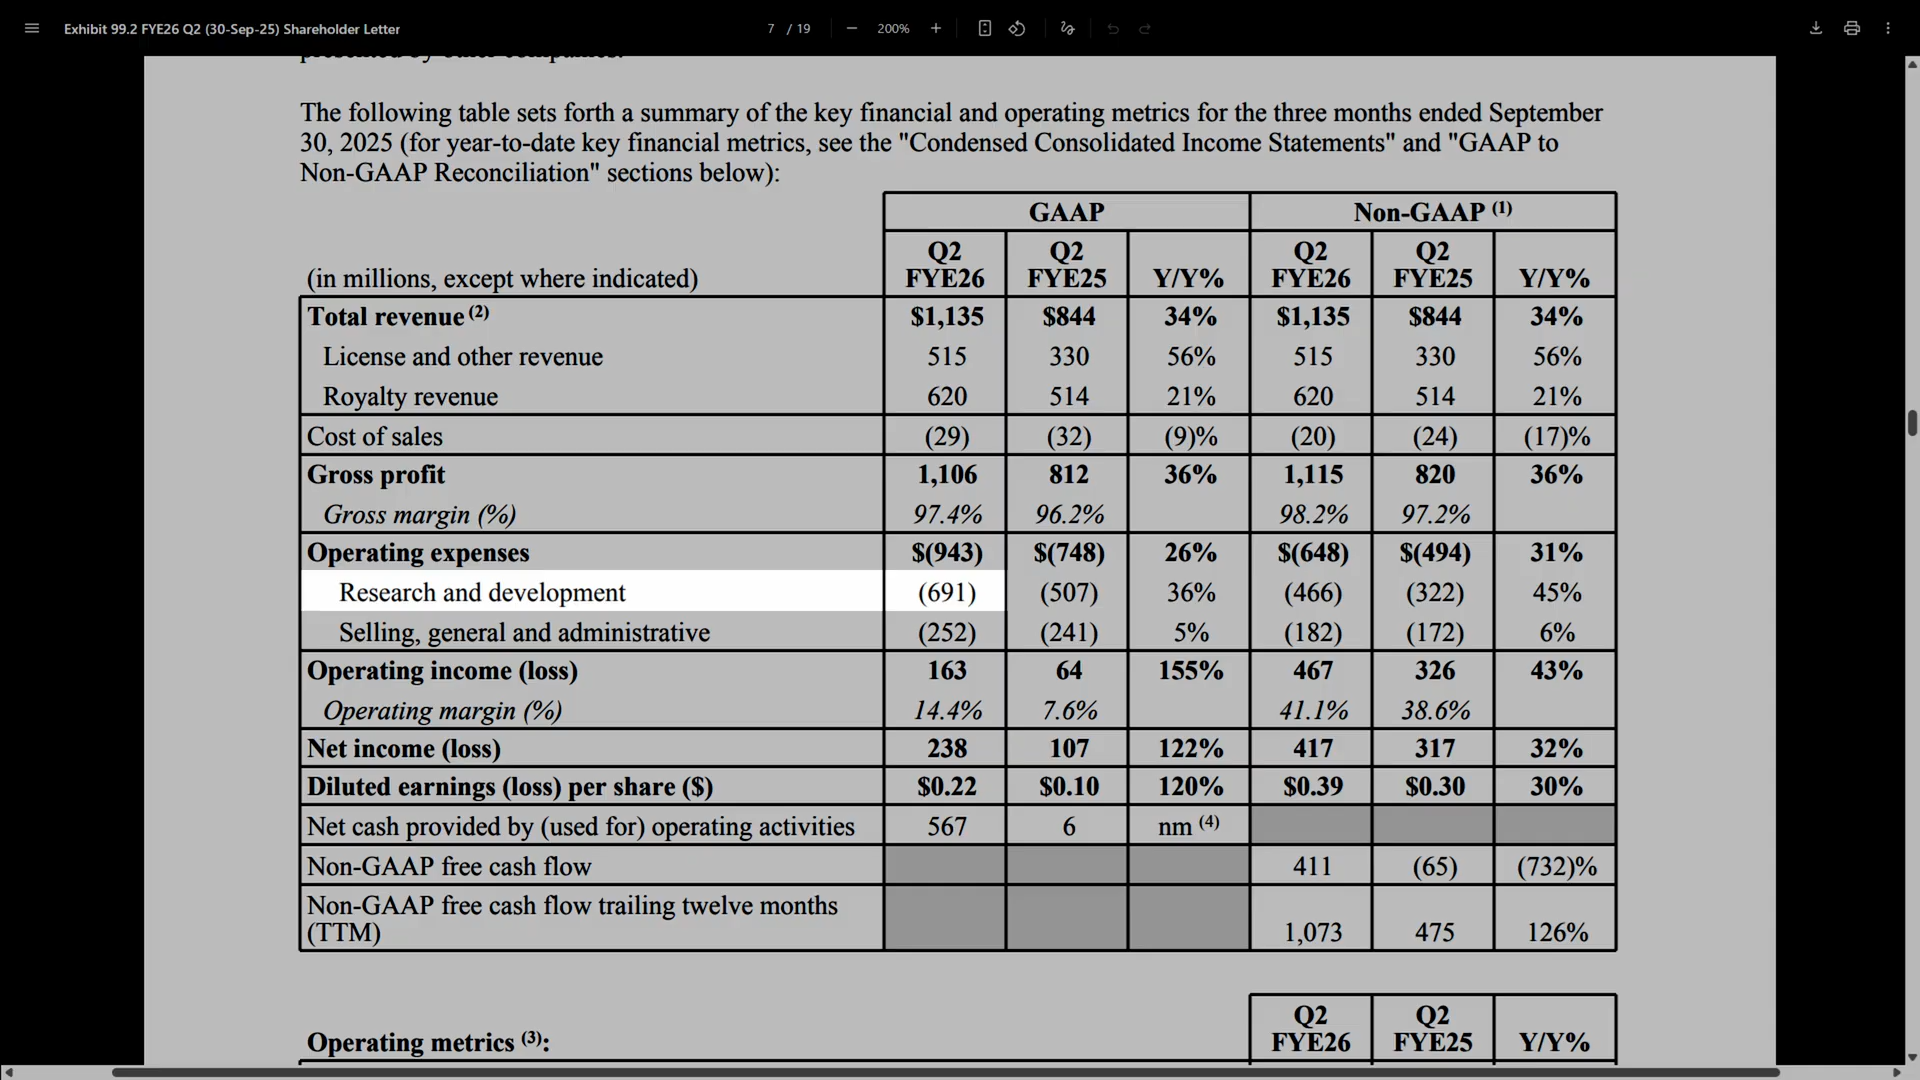 Exhibit 99.2 FYE26 Q2 (30-Sep-25) Shareholder Letter
7 / 19
200%
presented by other companies.
The following table sets forth a summary of the key financial and operating metrics for the three months ended September
30, 2025 (for year-to-date key financial metrics, see the "Condensed Consolidated Income Statements" and "GAAP to
Non-GAAP Reconciliation" sections below):
GAAP Non-GAAP (1)
(in millions, except where indicated) Q2 FYE26 Q2 FYE25 Y/Y% Q2 FYE26 Q2 FYE25 Y/Y%
Total revenue (2) $1,135 $844 34% $1,135 $844 34%
License and other revenue 515 330 56% 515 330 56%
Royalty revenue 620 514 21% 620 514 21%
Cost of sales (29) (32) (9)% (20) (24) (17)%
Gross profit 1,106 812 36% 1,115 820 36%
Gross margin (%) 97.4% 96.2% 98.2% 97.2%
Operating expenses $(943) $(748) 26% $(648) $(494) 31%
Research and development (691) (507) 36% (466) (322) 45%
Selling, general and administrative (252) (241) 5% (182) (172) 6%
Operating income (loss) 163 64 155% 467 326 43%
Operating margin (%) 14.4% 7.6% 41.1% 38.6%
Net income (loss) 238 107 122% 417 317 32%
Diluted earnings (loss) per share ($) $0.22 $0.10 120% $0.39 $0.30 30%
Net cash provided by (used for) operating activities 567 6 nm (4)
Non-GAAP free cash flow 411 (65) (732)%
Non-GAAP free cash flow trailing twelve months
(TTM) 1,073 475 126%
Operating metrics (3): Q2 FYE26 Q2 FYE25 Y/Y%